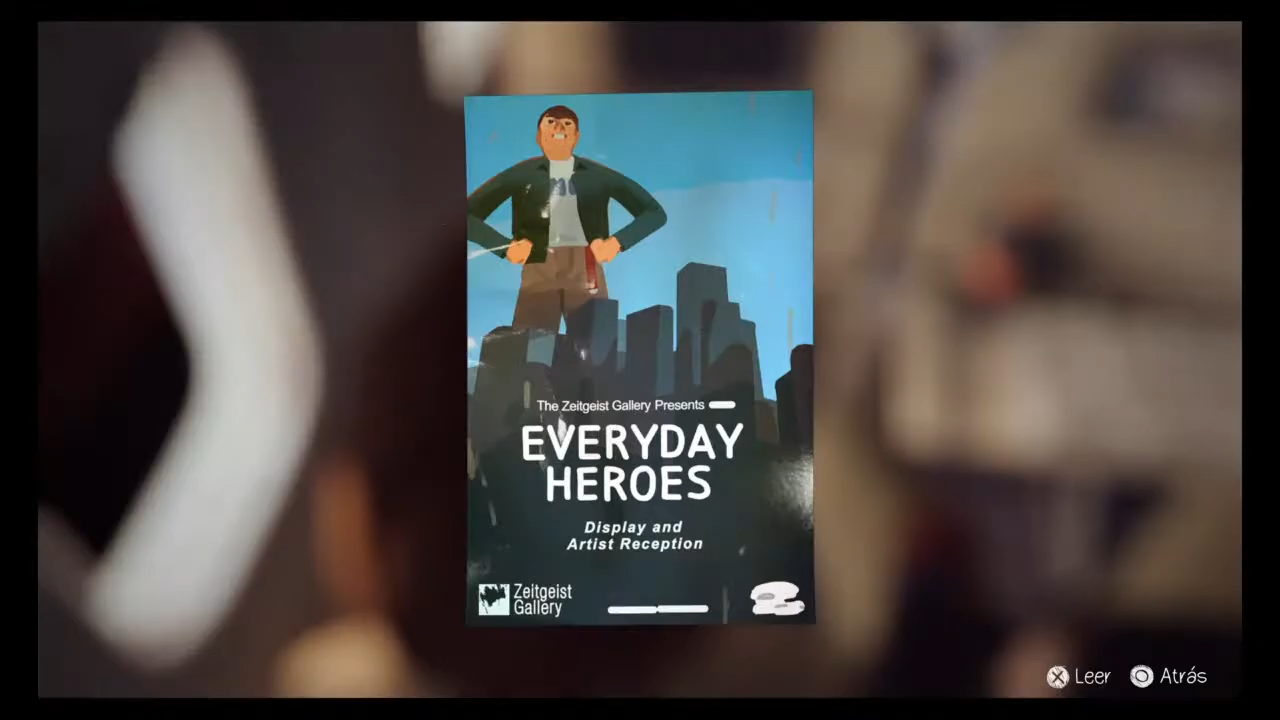 The Zeitgeist Gallery Presents
EVERYDAY
HEROES
Display and
Artist Reception
Zeitgeist
Gallery
Leer
Atrás